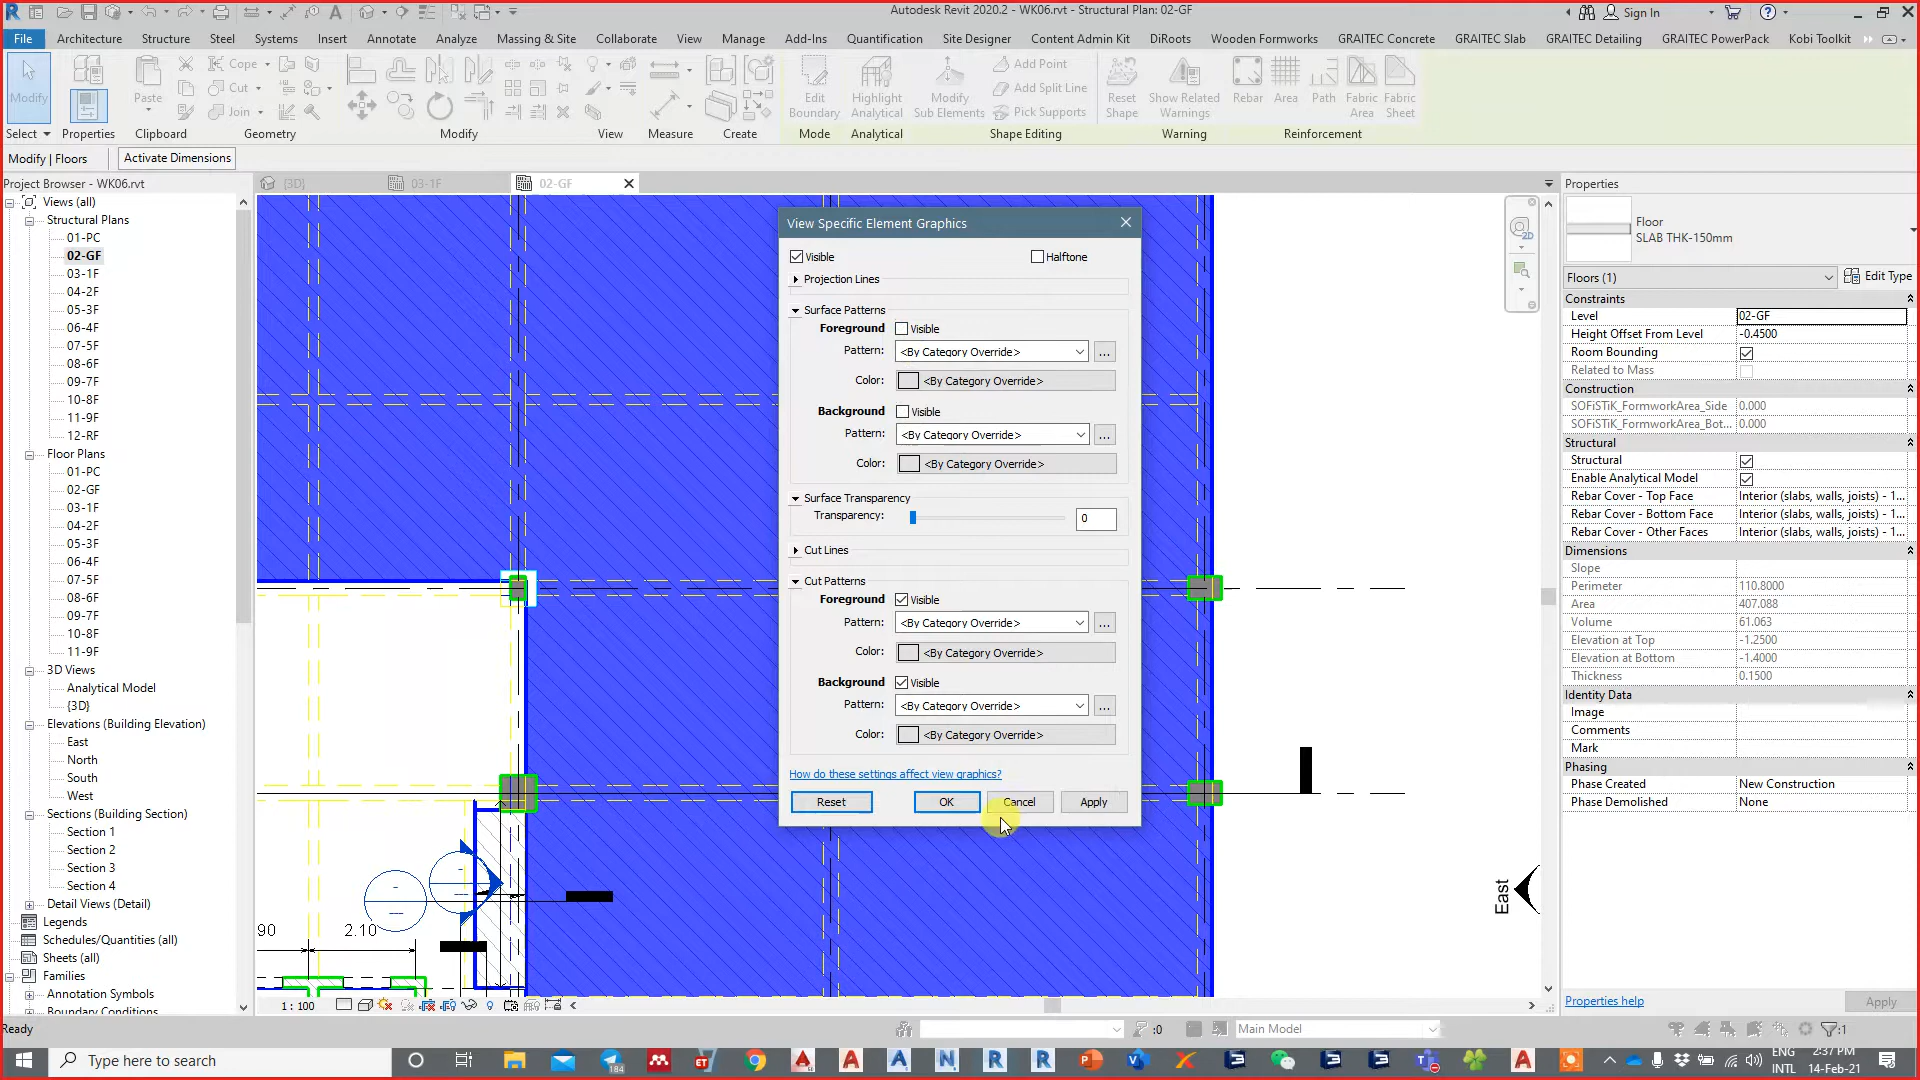 Autodesk Revit 2020.2 - WK06.rvt - Structural Plan: 02-GF
Sign In
File Architecture Structure Steel Systems Insert Annotate Analyze Massing & Site Collaborate View Manage Add-Ins Quantification Site Designer Content Admin Kit DiRoots Wooden Formworks GRAITEC Concrete GRAITEC Slab GRAITEC Detailing GRAITEC PowerPack Kobi Toolkit
Modify
Paste
Cope
Cut
Join
Edit Boundary
Highlight Analytical
Modify Sub Elements
Add Point
Add Split Line
Pick Supports
Reset Shape
Show Related Warnings
Rebar
Area
Path
Fabric Area
Fabric Sheet
Select Properties Clipboard Geometry Modify View Measure Create Mode Analytical Shape Editing Warning Reinforcement
Modify | Floors Activate Dimensions
Project Browser - WK06.rvt
{3D} 03-1F 02-GF
Views (all)
Structural Plans
01-PC
02-GF
03-1F
04-2F
05-3F
06-4F
07-5F
08-6F
09-7F
10-8F
11-9F
12-RF
Floor Plans
01-PC
02-GF
03-1F
04-2F
05-3F
06-4F
07-5F
08-6F
09-7F
10-8F
11-9F
3D Views
Analytical Model
{3D}
Elevations (Building Elevation)
East
North
South
West
Sections (Building Section)
Section 1
Section 2
Section 3
Section 4
Detail Views (Detail)
Legends
Schedules/Quantities (all)
Sheets (all)
Families
Annotation Symbols
Boundary Conditions
90
2.10
East
2D
View Specific Element Graphics
Visible Halftone
Projection Lines
Surface Patterns
Foreground Visible
Pattern: <By Category Override> ...
Color: <By Category Override>
Background Visible
Pattern: <By Category Override> ...
Color: <By Category Override>
Surface Transparency
Transparency: 0
Cut Lines
Cut Patterns
Foreground Visible
Pattern: <By Category Override> ...
Color: <By Category Override>
Background Visible
Pattern: <By Category Override> ...
Color: <By Category Override>
How do these settings affect view graphics?
Reset OK Cancel Apply
Properties
Floor
SLAB THK-150mm
Floors (1) Edit Type
Constraints
Level 02-GF
Height Offset From Level -0.4500
Room Bounding
Related to Mass
Construction
SOFiSTiK_FormworkArea_Side 0.000
SOFiSTiK_FormworkArea_Bot... 0.000
Structural
Structural
Enable Analytical Model
Rebar Cover - Top Face Interior (slabs, walls, joists) - 1...
Rebar Cover - Bottom Face Interior (slabs, walls, joists) - 1...
Rebar Cover - Other Faces Interior (slabs, walls, joists) - 1...
Dimensions
Slope
Perimeter 110.8000
Area 407.088
Volume 61.063
Elevation at Top -1.2500
Elevation at Bottom -1.4000
Thickness 0.1500
Identity Data
Image
Comments
Mark
Phasing
Phase Created New Construction
Phase Demolished None
Properties help Apply
1 : 100
Ready
:0
Main Model
:1
Type here to search
184
ENG
INTL
2:37 PM
14-Feb-21